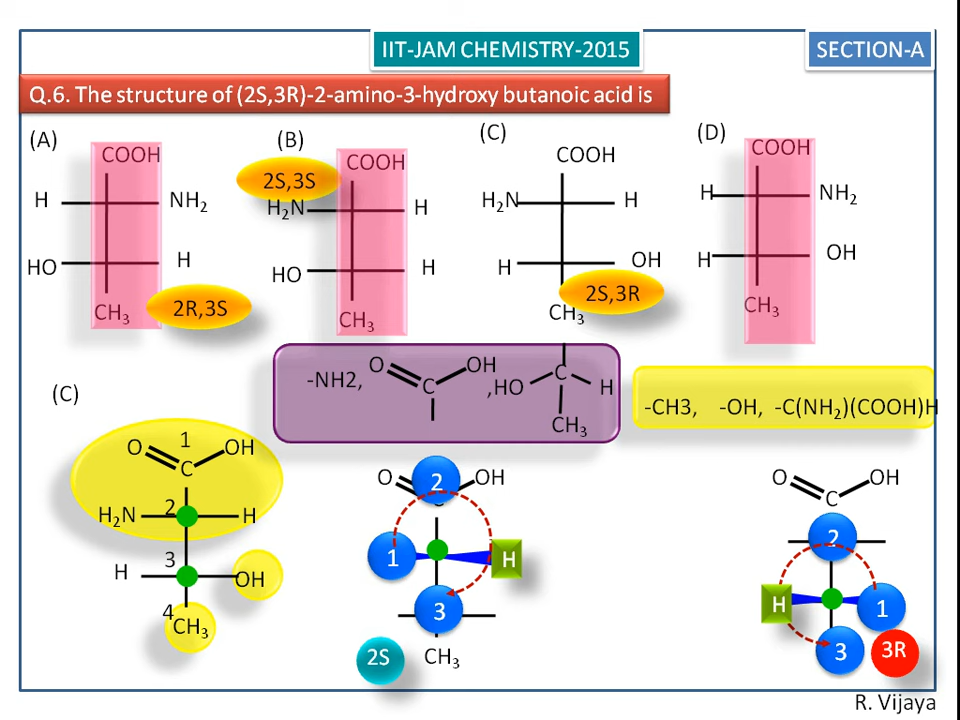 IIT-JAM CHEMISTRY-2015
SECTION-A
Q.6. The structure of (2S,3R)-2-amino-3-hydroxy butanoic acid is
(A)
COOH
H
NH₂
HO
H
CH₃
2R,3S
(B)
2S,3S
COOH
H₂N
H
HO
H
CH₃
(C)
COOH
H₂N
H
H
OH
2S,3R
CH₃
(D)
COOH
H
NH₂
H
OH
CH₃
-NH2,
O
OH
C
,HO
C
H
CH₃
-CH3, -OH, -C(NH₂)(COOH)H
(C)
1
O
OH
C
2
H₂N
H
3
H
OH
4
CH₃
O
2
OH
1
H
3
2S
CH₃
O
OH
C
2
H
1
3
3R
R. Vijaya